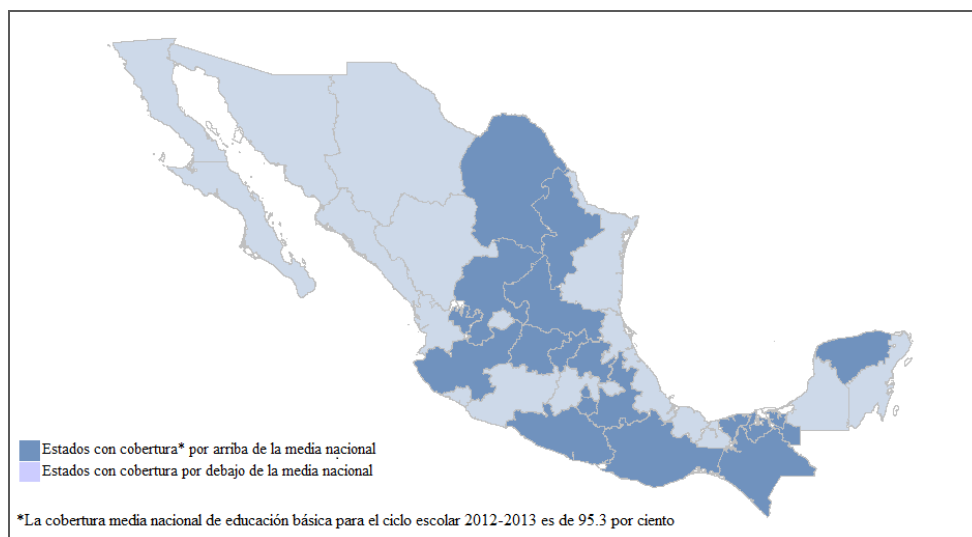 Estados con cobertura* por arriba de la media nacional
Estados con cobertura por debajo de la media nacional
*La cobertura media nacional de educación básica para el ciclo escolar 2012-2013 es de 95.3 por ciento